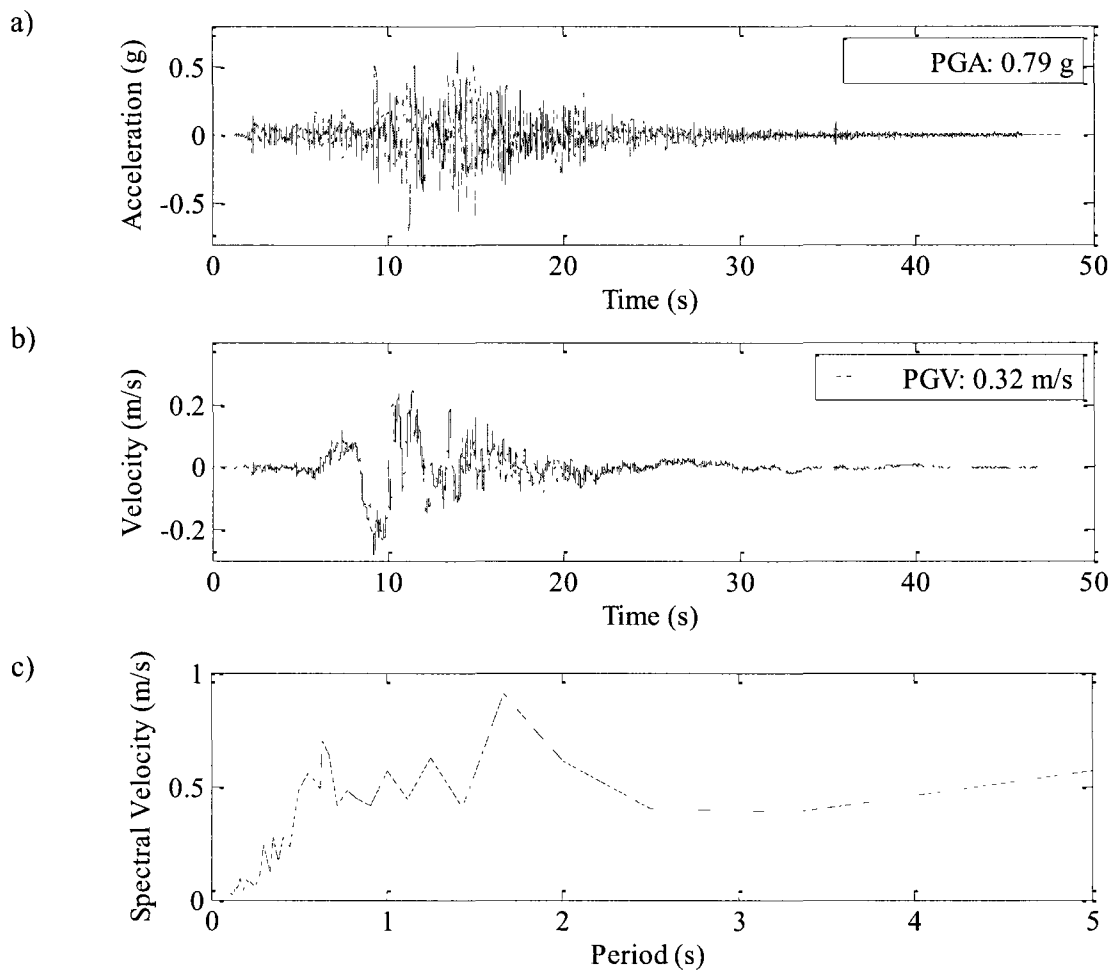 a)
Acceleration (g)
0.5
0
-0.5
PGA: 0.79 g
0 10 20 30 40 50
Time (s)
b)
Velocity (m/s)
0.2
0
-0.2
PGV: 0.32 m/s
0 10 20 30 40 50
Time (s)
c)
Spectral Velocity (m/s)
1
0.5
0
0 1 2 3 4 5
Period (s)